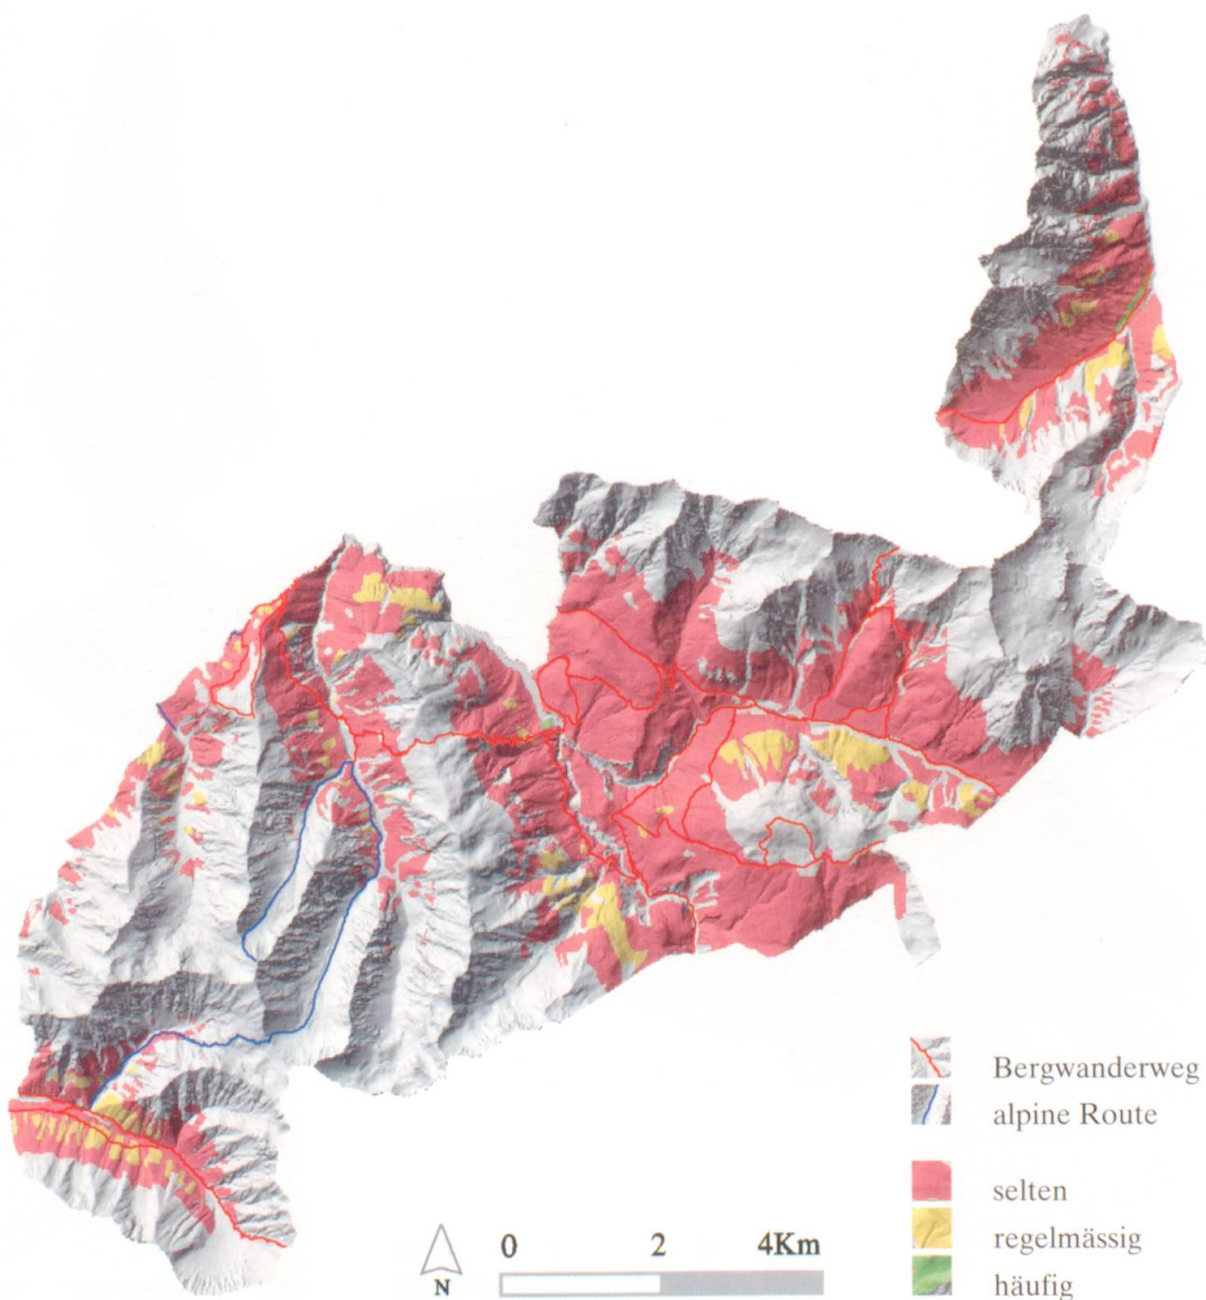 Bergwanderweg
alpine Route
selten
regelmässig
häufig
0 2 4Km
N